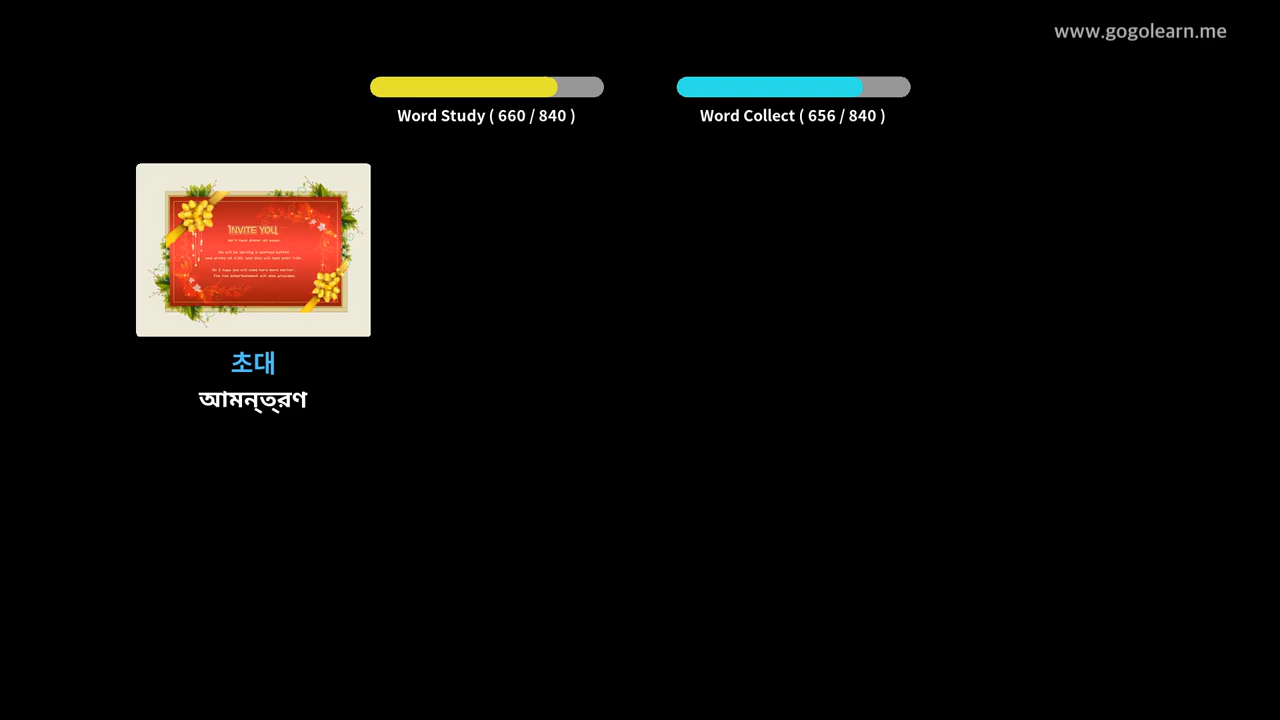 www.gogolearn.me
Word Study ( 660 / 840 )
Word Collect ( 656 / 840 )
INVITE YOU
초대
আমন্ত্রণ